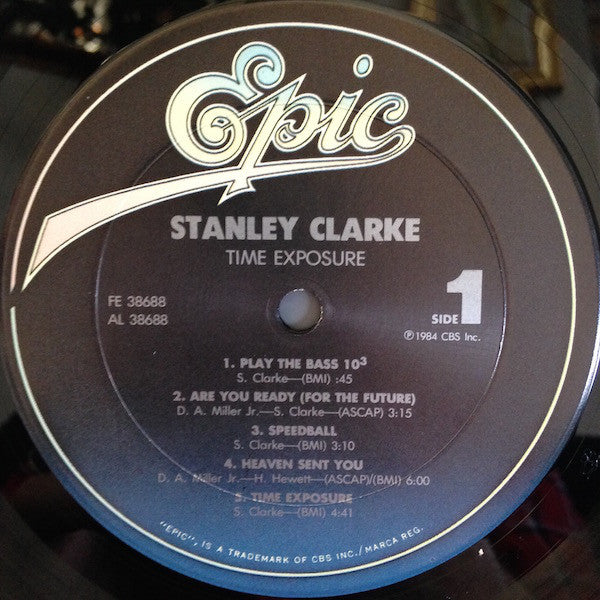 Epic
STANLEY CLARKE
TIME EXPOSURE
FE 38688
AL 38688
SIDE 1
℗1984 CBS Inc.
1. PLAY THE BASS 10³
S. Clarke—(BMI) :45
2. ARE YOU READY (FOR THE FUTURE)
D. A. Miller Jr.—S. Clarke—(ASCAP) 3:15
3. SPEEDBALL
S. Clarke—(BMI) 3:10
4. HEAVEN SENT YOU
D. A. Miller Jr.—H. Hewett—(ASCAP)/(BMI) 6:00
5. TIME EXPOSURE
S. Clarke—(BMI) 4:41
"EPIC", IS A TRADEMARK OF CBS INC./MARCA REG.